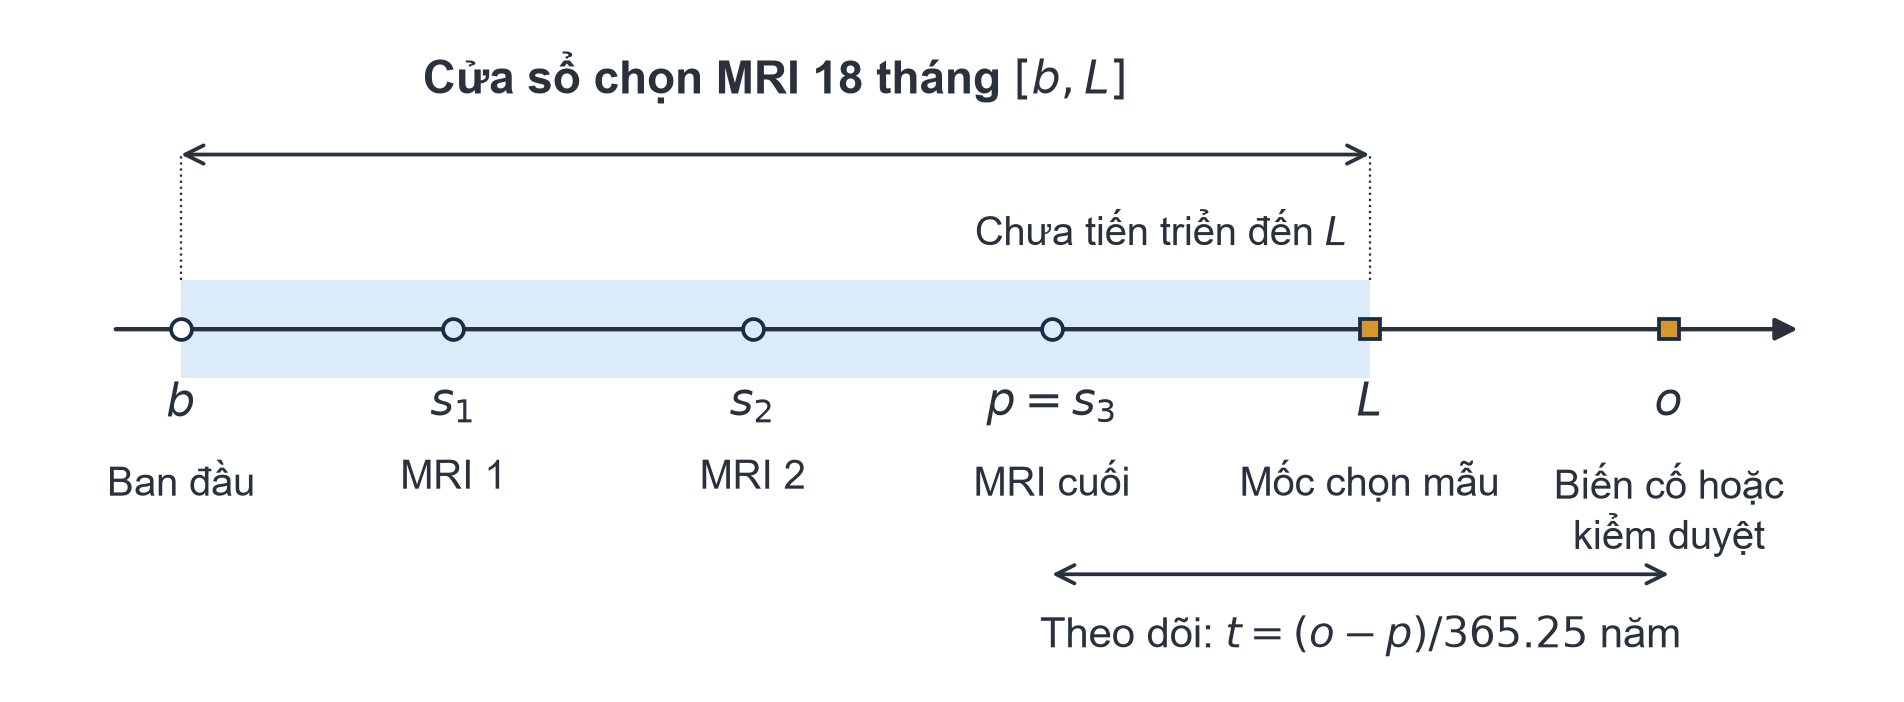 Cửa sổ chọn MRI 18 tháng [b, L]
Chưa tiến triển đến L
b
s₁
s₂
p = s₃
L
o
Ban đầu
MRI 1
MRI 2
MRI cuối
Mốc chọn mẫu
Biến cố hoặc
kiểm duyệt
Theo dõi: t = (o − p)/365.25 năm